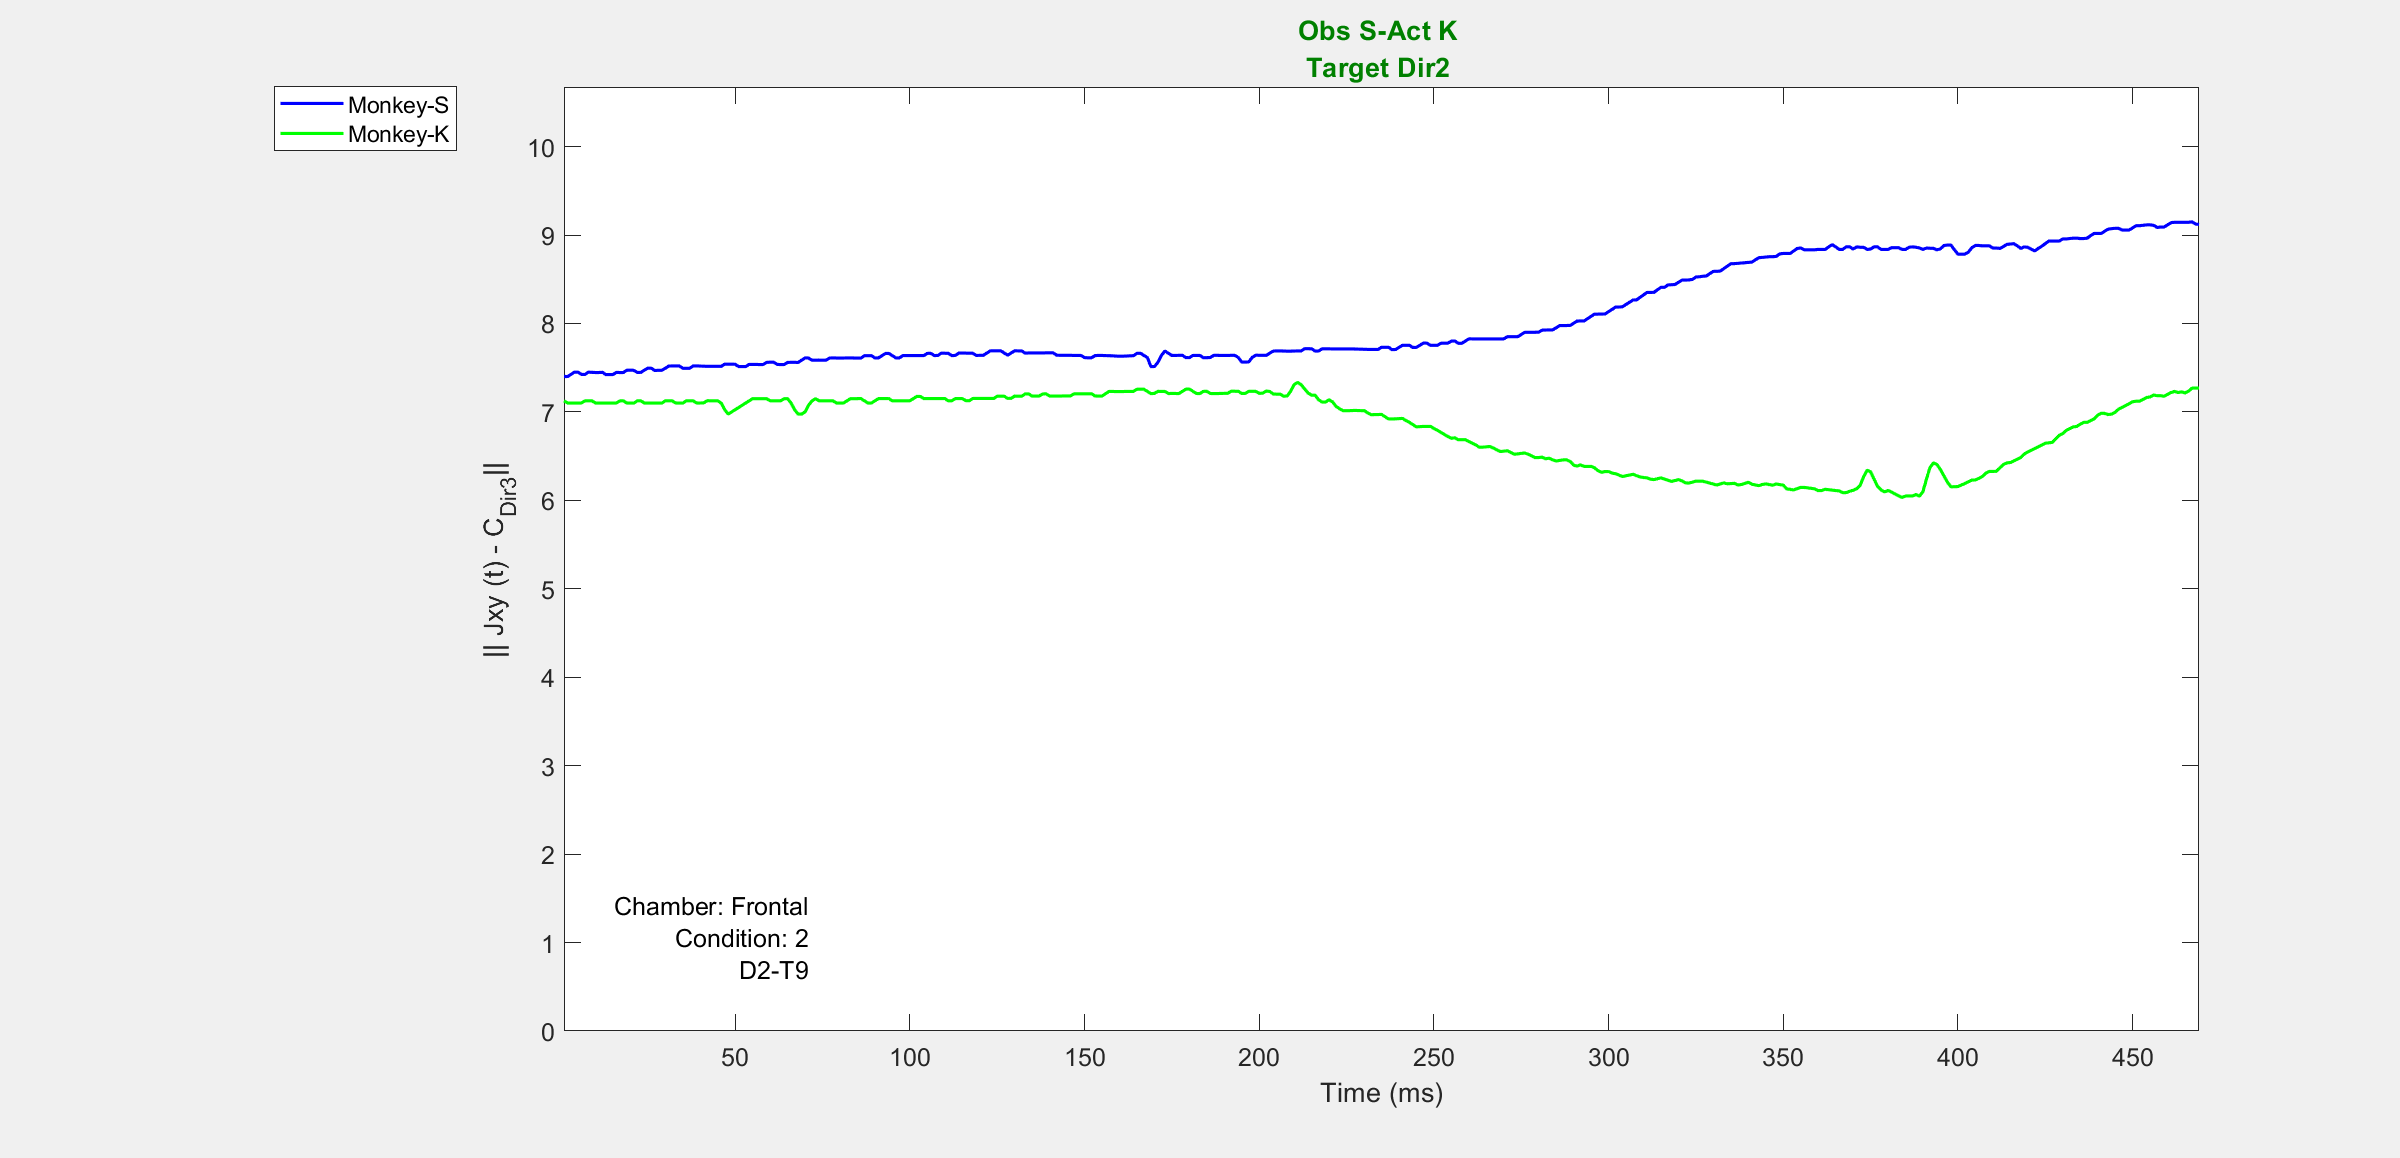 Obs S-Act K
Target Dir2
Monkey-S
Monkey-K
10
9
8
7
6
5
4
3
2
1
0
|| Jxy (t) - C_Dir3||
Chamber: Frontal
Condition: 2
D2-T9
50 100 150 200 250 300 350 400 450
Time (ms)